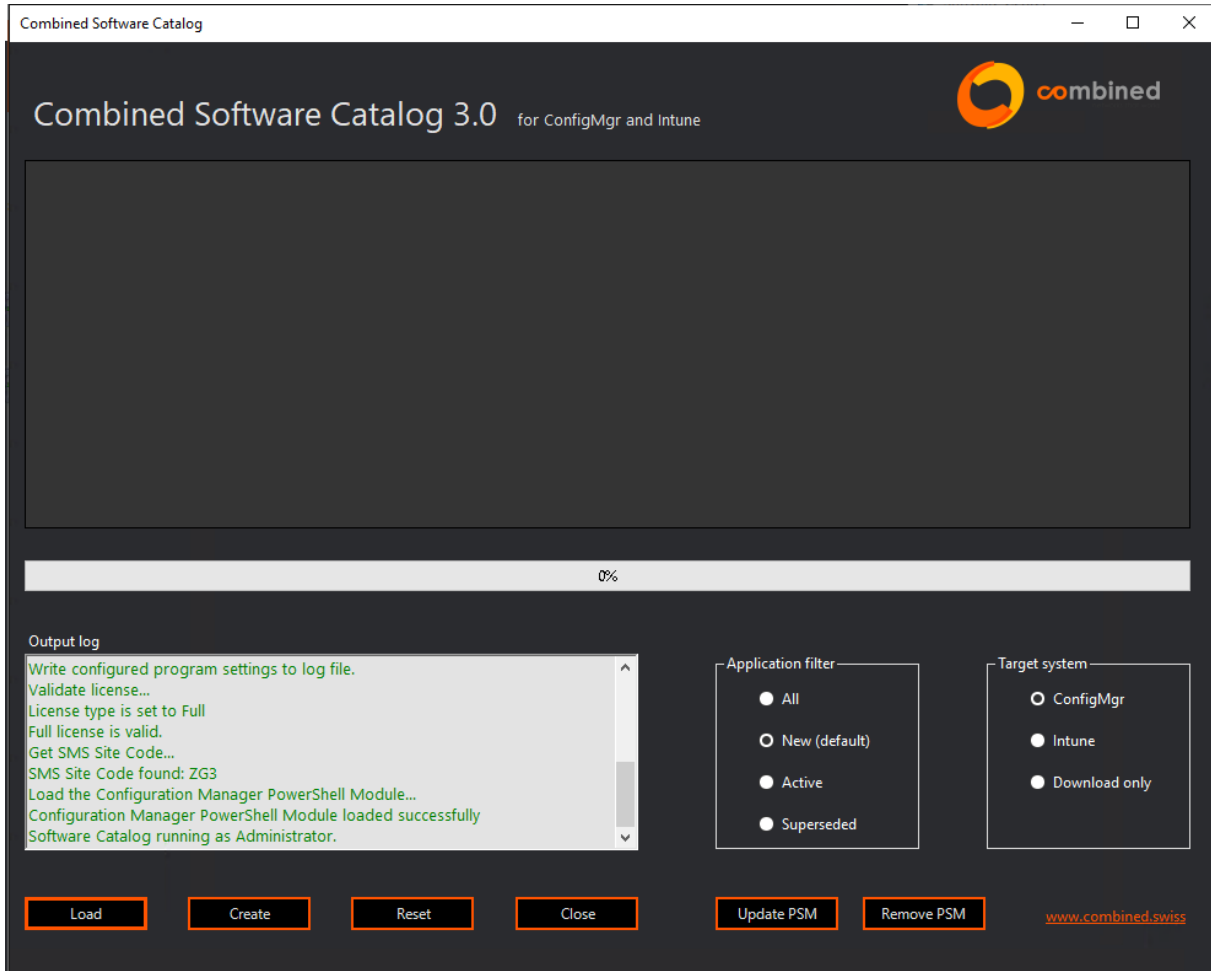 Combined Software Catalog
combined
Combined Software Catalog 3.0 for ConfigMgr and Intune
0%
Output log
Write configured program settings to log file.
Validate license...
License type is set to Full
Full license is valid.
Get SMS Site Code...
SMS Site Code found: ZG3
Load the Configuration Manager PowerShell Module...
Configuration Manager PowerShell Module loaded successfully
Software Catalog running as Administrator.
Application filter
All
New (default)
Active
Superseded
Target system
ConfigMgr
Intune
Download only
Load Create Reset Close Update PSM Remove PSM www.combined.swiss